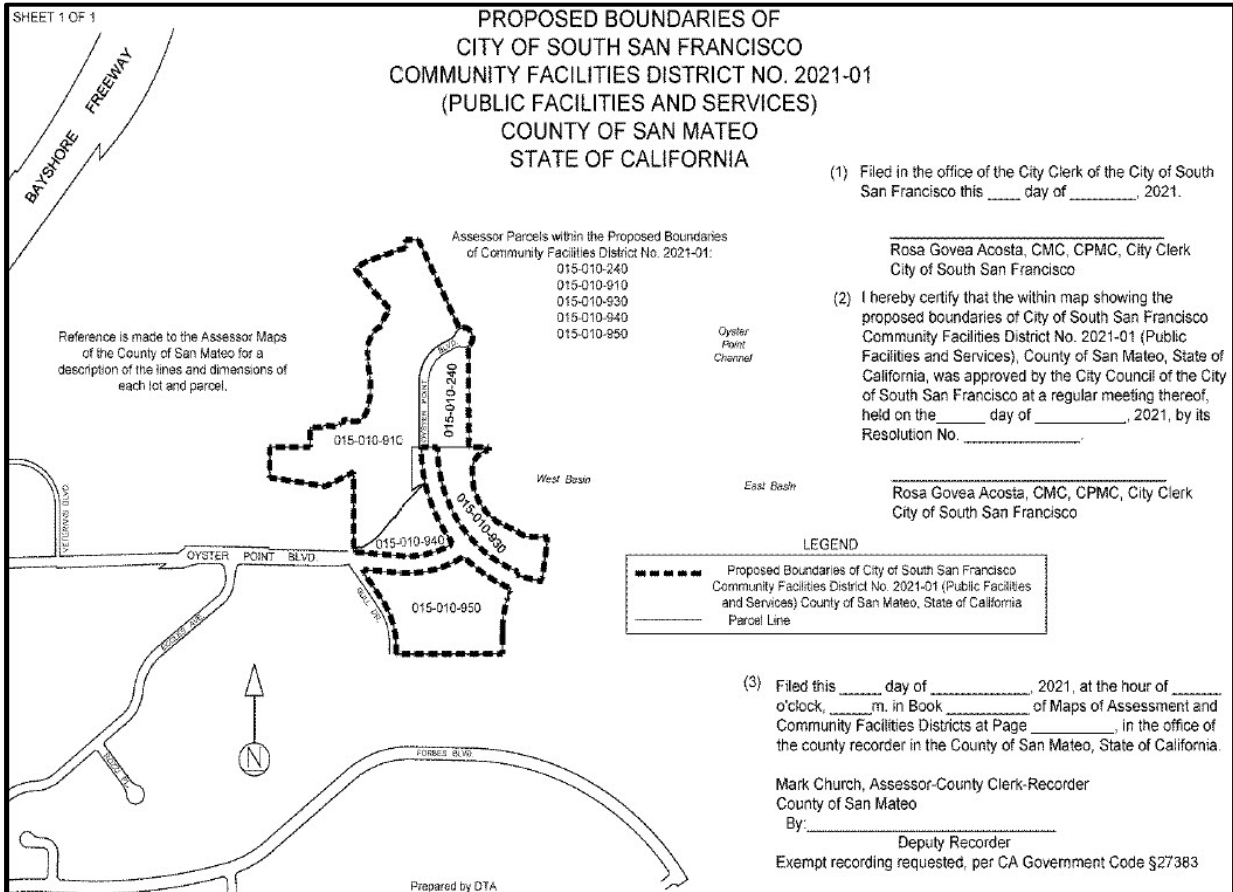 SHEET 1 OF 1
PROPOSED BOUNDARIES OF
CITY OF SOUTH SAN FRANCISCO
COMMUNITY FACILITIES DISTRICT NO. 2021-01
(PUBLIC FACILITIES AND SERVICES)
COUNTY OF SAN MATEO
STATE OF CALIFORNIA
BAYSHORE FREEWAY
Assessor Parcels within the Proposed Boundaries
of Community Facilities District No. 2021-01:
015-010-240
015-010-910
015-010-930
015-010-940
015-010-950
Reference is made to the Assessor Maps
of the County of San Mateo for a
description of the lines and dimensions of
each lot and parcel.
Oyster
Point
Channel
BLVD.
OYSTER POINT
015-010-240
015-010-910
West Basin
East Basin
015-010-930
015-010-940
015-010-950
VETERANS BLVD.
OYSTER POINT BLVD.
GULL DR.
ECCLES AVE.
FORBES BLVD.
N
Prepared by DTA
(1) Filed in the office of the City Clerk of the City of South
San Francisco this _____ day of _________, 2021.
Rosa Govea Acosta, CMC, CPMC, City Clerk
City of South San Francisco
(2) I hereby certify that the within map showing the
proposed boundaries of City of South San Francisco
Community Facilities District No. 2021-01 (Public
Facilities and Services), County of San Mateo, State of
California, was approved by the City Council of the City
of South San Francisco at a regular meeting thereof,
held on the______ day of ____________, 2021, by its
Resolution No. _______________.
Rosa Govea Acosta, CMC, CPMC, City Clerk
City of South San Francisco
LEGEND
Proposed Boundaries of City of South San Francisco
Community Facilities District No. 2021-01 (Public Facilities
and Services) County of San Mateo, State of California
Parcel Line
(3) Filed this ______ day of _____________, 2021, at the hour of _______
o'clock, ______m. in Book ___________ of Maps of Assessment and
Community Facilities Districts at Page ___________, in the office of
the county recorder in the County of San Mateo, State of California.
Mark Church, Assessor-County Clerk-Recorder
County of San Mateo
By:________________________________
Deputy Recorder
Exempt recording requested, per CA Government Code §27383